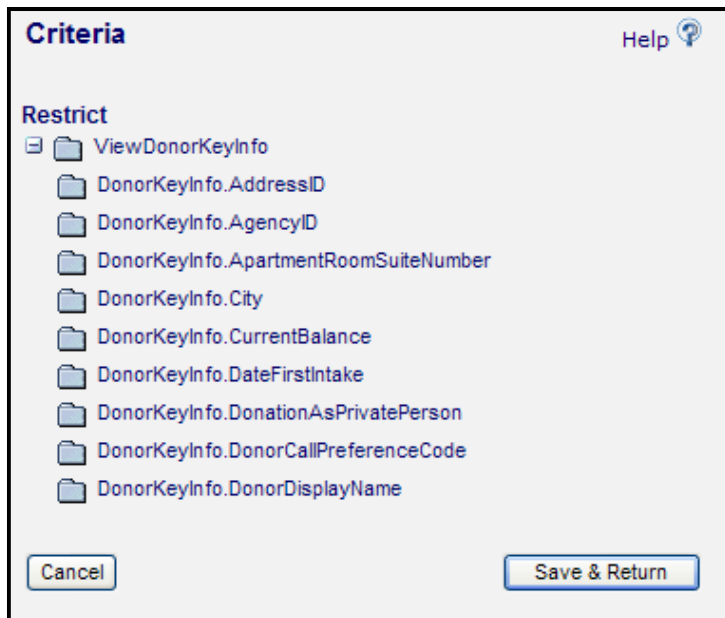 Criteria
Help
Restrict
ViewDonorKeyInfo
DonorKeyInfo.AddressID
DonorKeyInfo.AgencyID
DonorKeyInfo.ApartmentRoomSuiteNumber
DonorKeyInfo.City
DonorKeyInfo.CurrentBalance
DonorKeyInfo.DateFirstIntake
DonorKeyInfo.DonationAsPrivatePerson
DonorKeyInfo.DonorCallPreferenceCode
DonorKeyInfo.DonorDisplayName
Cancel
Save & Return